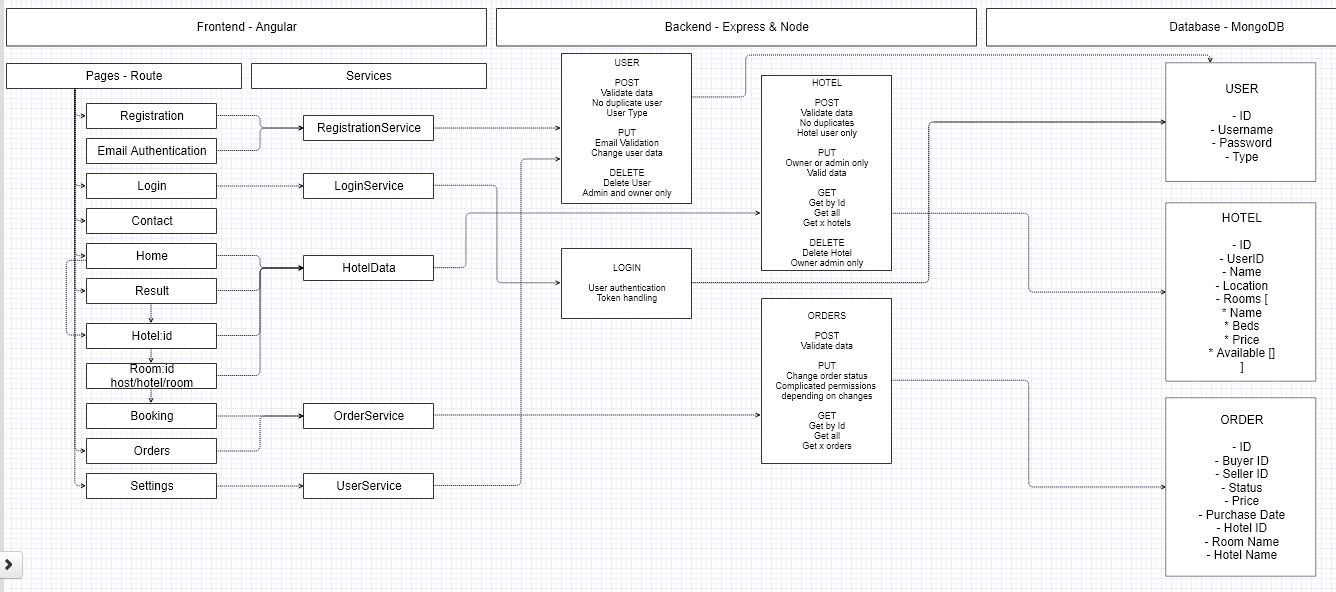 Frontend - Angular
Backend - Express & Node
Database - MongoDB
Pages - Route
Services
Registration
Email Authentication
Login
Contact
Home
Result
Hotel:id
Room:id
host/hotel/room
Booking
Orders
Settings
RegistrationService
LoginService
HotelData
OrderService
UserService
USER
POST
Validate data
No duplicate user
User Type
PUT
Email Validation
Change user data
DELETE
Delete User
Admin and owner only
LOGIN
User authentication
Token handling
HOTEL
POST
Validate data
No duplicates
Hotel user only
PUT
Owner or admin only
Valid data
GET
Get by Id
Get all
Get x hotels
DELETE
Delete Hotel
Owner admin only
ORDERS
POST
Validate data
PUT
Change order status
Complicated permissions
depending on changes
GET
Get by Id
Get all
Get x orders
USER
- ID
- Username
- Password
- Type
HOTEL
- ID
- UserID
- Name
- Location
- Rooms [
* Name
* Beds
* Price
* Available []
]
ORDER
- ID
- Buyer ID
- Seller ID
- Status
- Price
- Purchase Date
- Hotel ID
- Room Name
- Hotel Name